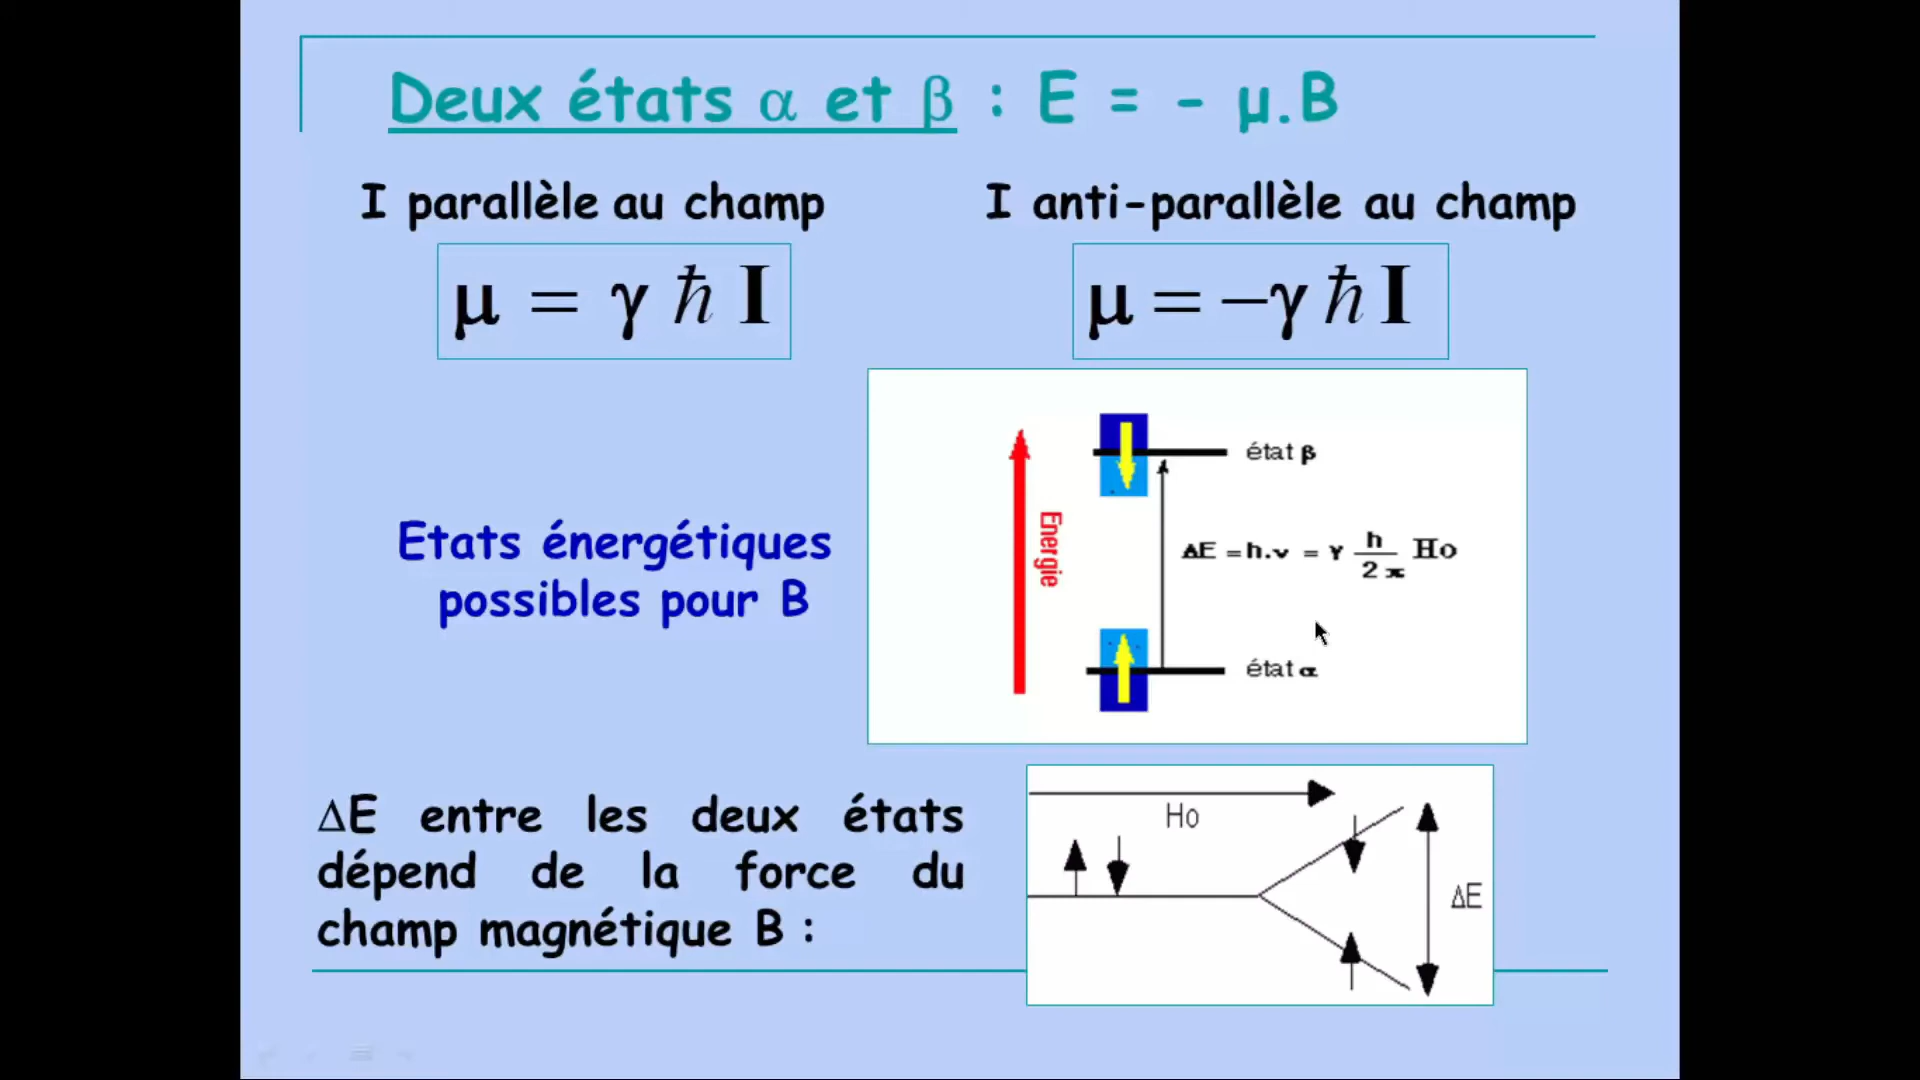 Deux états α et β : E = - µ.B
I parallèle au champ
I anti-parallèle au champ
µ = γ ℏ I
µ = –γ ℏ I
Etats énergétiques
possibles pour B
Energie
état β
ΔE = h.ν = γ h/2π Ho
état α
ΔE entre les deux états
dépend de la force du
champ magnétique B :
Ho
ΔE